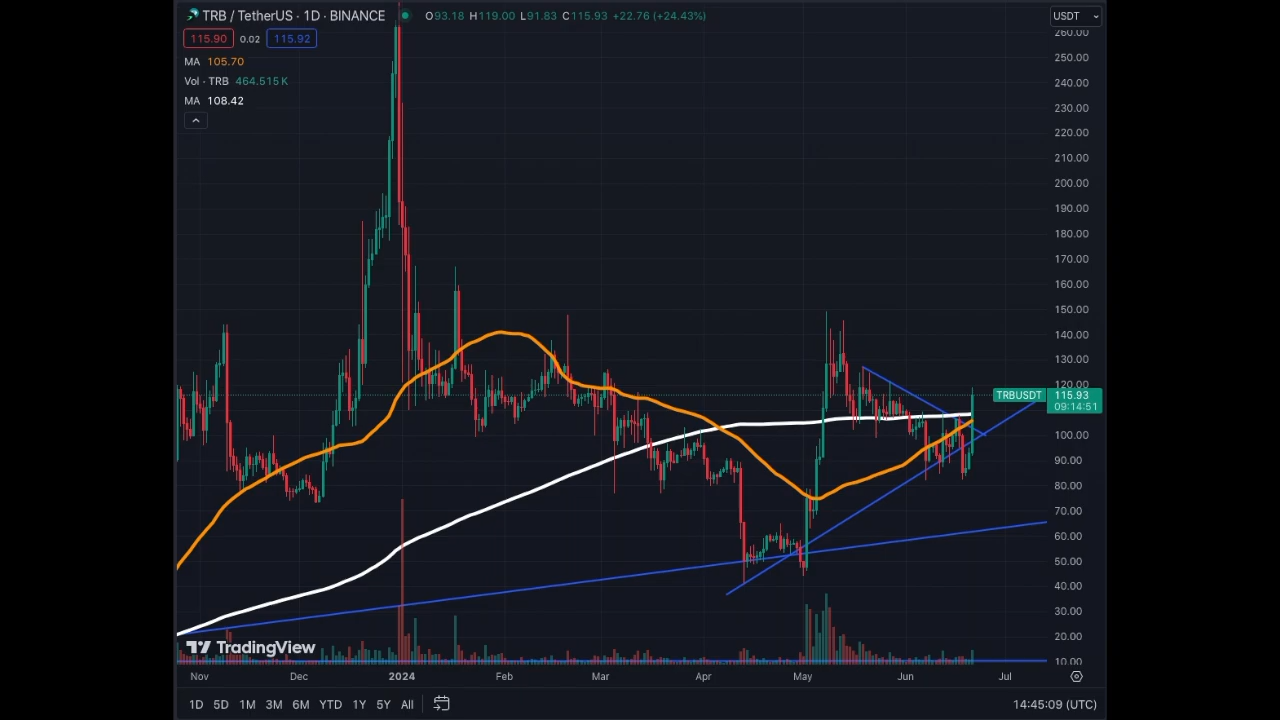 TRB / TetherUS · 1D · BINANCE O93.18 H119.00 L91.83 C115.93 +22.76 (+24.43%)
USDT
115.90 0.02 115.92
MA 105.70
Vol · TRB 464.515 K
MA 108.42
260.00
250.00
240.00
230.00
220.00
210.00
200.00
190.00
180.00
170.00
160.00
150.00
140.00
130.00
120.00
TRBUSDT 115.93
09:14:51
100.00
90.00
80.00
70.00
60.00
50.00
40.00
30.00
20.00
10.00
TradingView
Nov Dec 2024 Feb Mar Apr May Jun Jul
1D 5D 1M 3M 6M YTD 1Y 5Y All 14:45:09 (UTC)